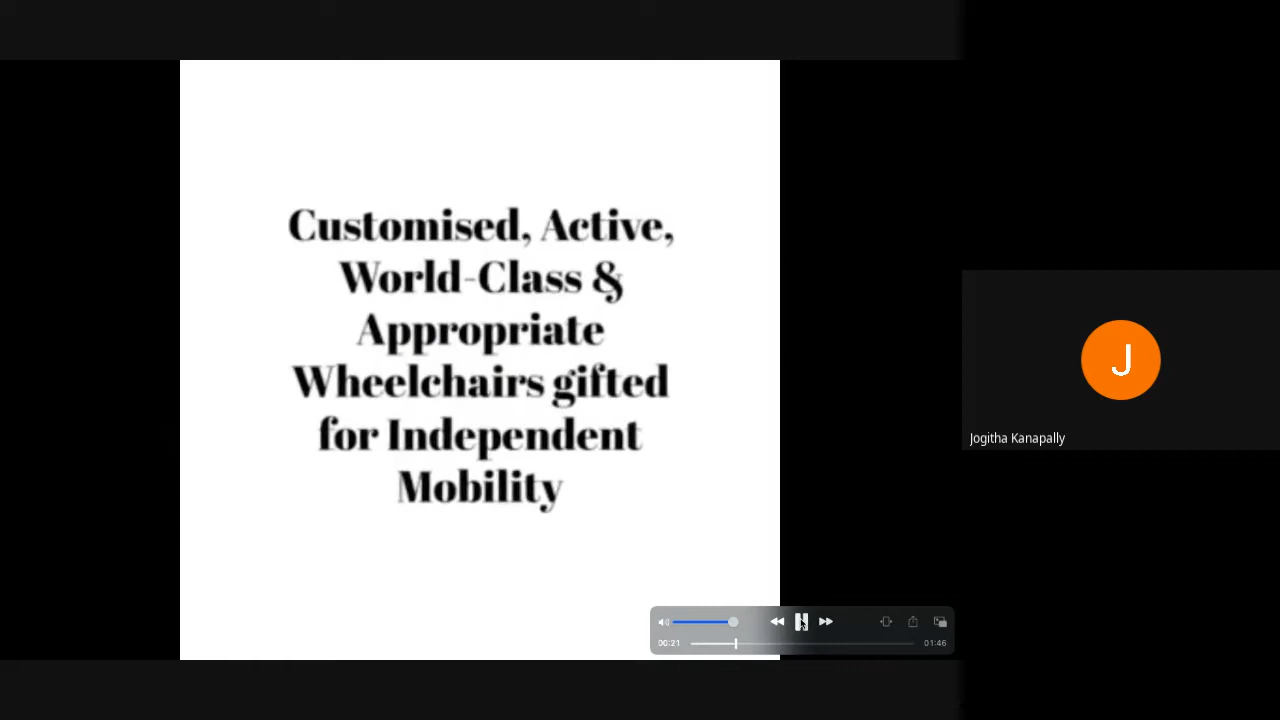 Customised, Active,
World-Class &
Appropriate
Wheelchairs gifted
for Independent
Mobility
J
Jogitha Kanapally
00:21
01:46